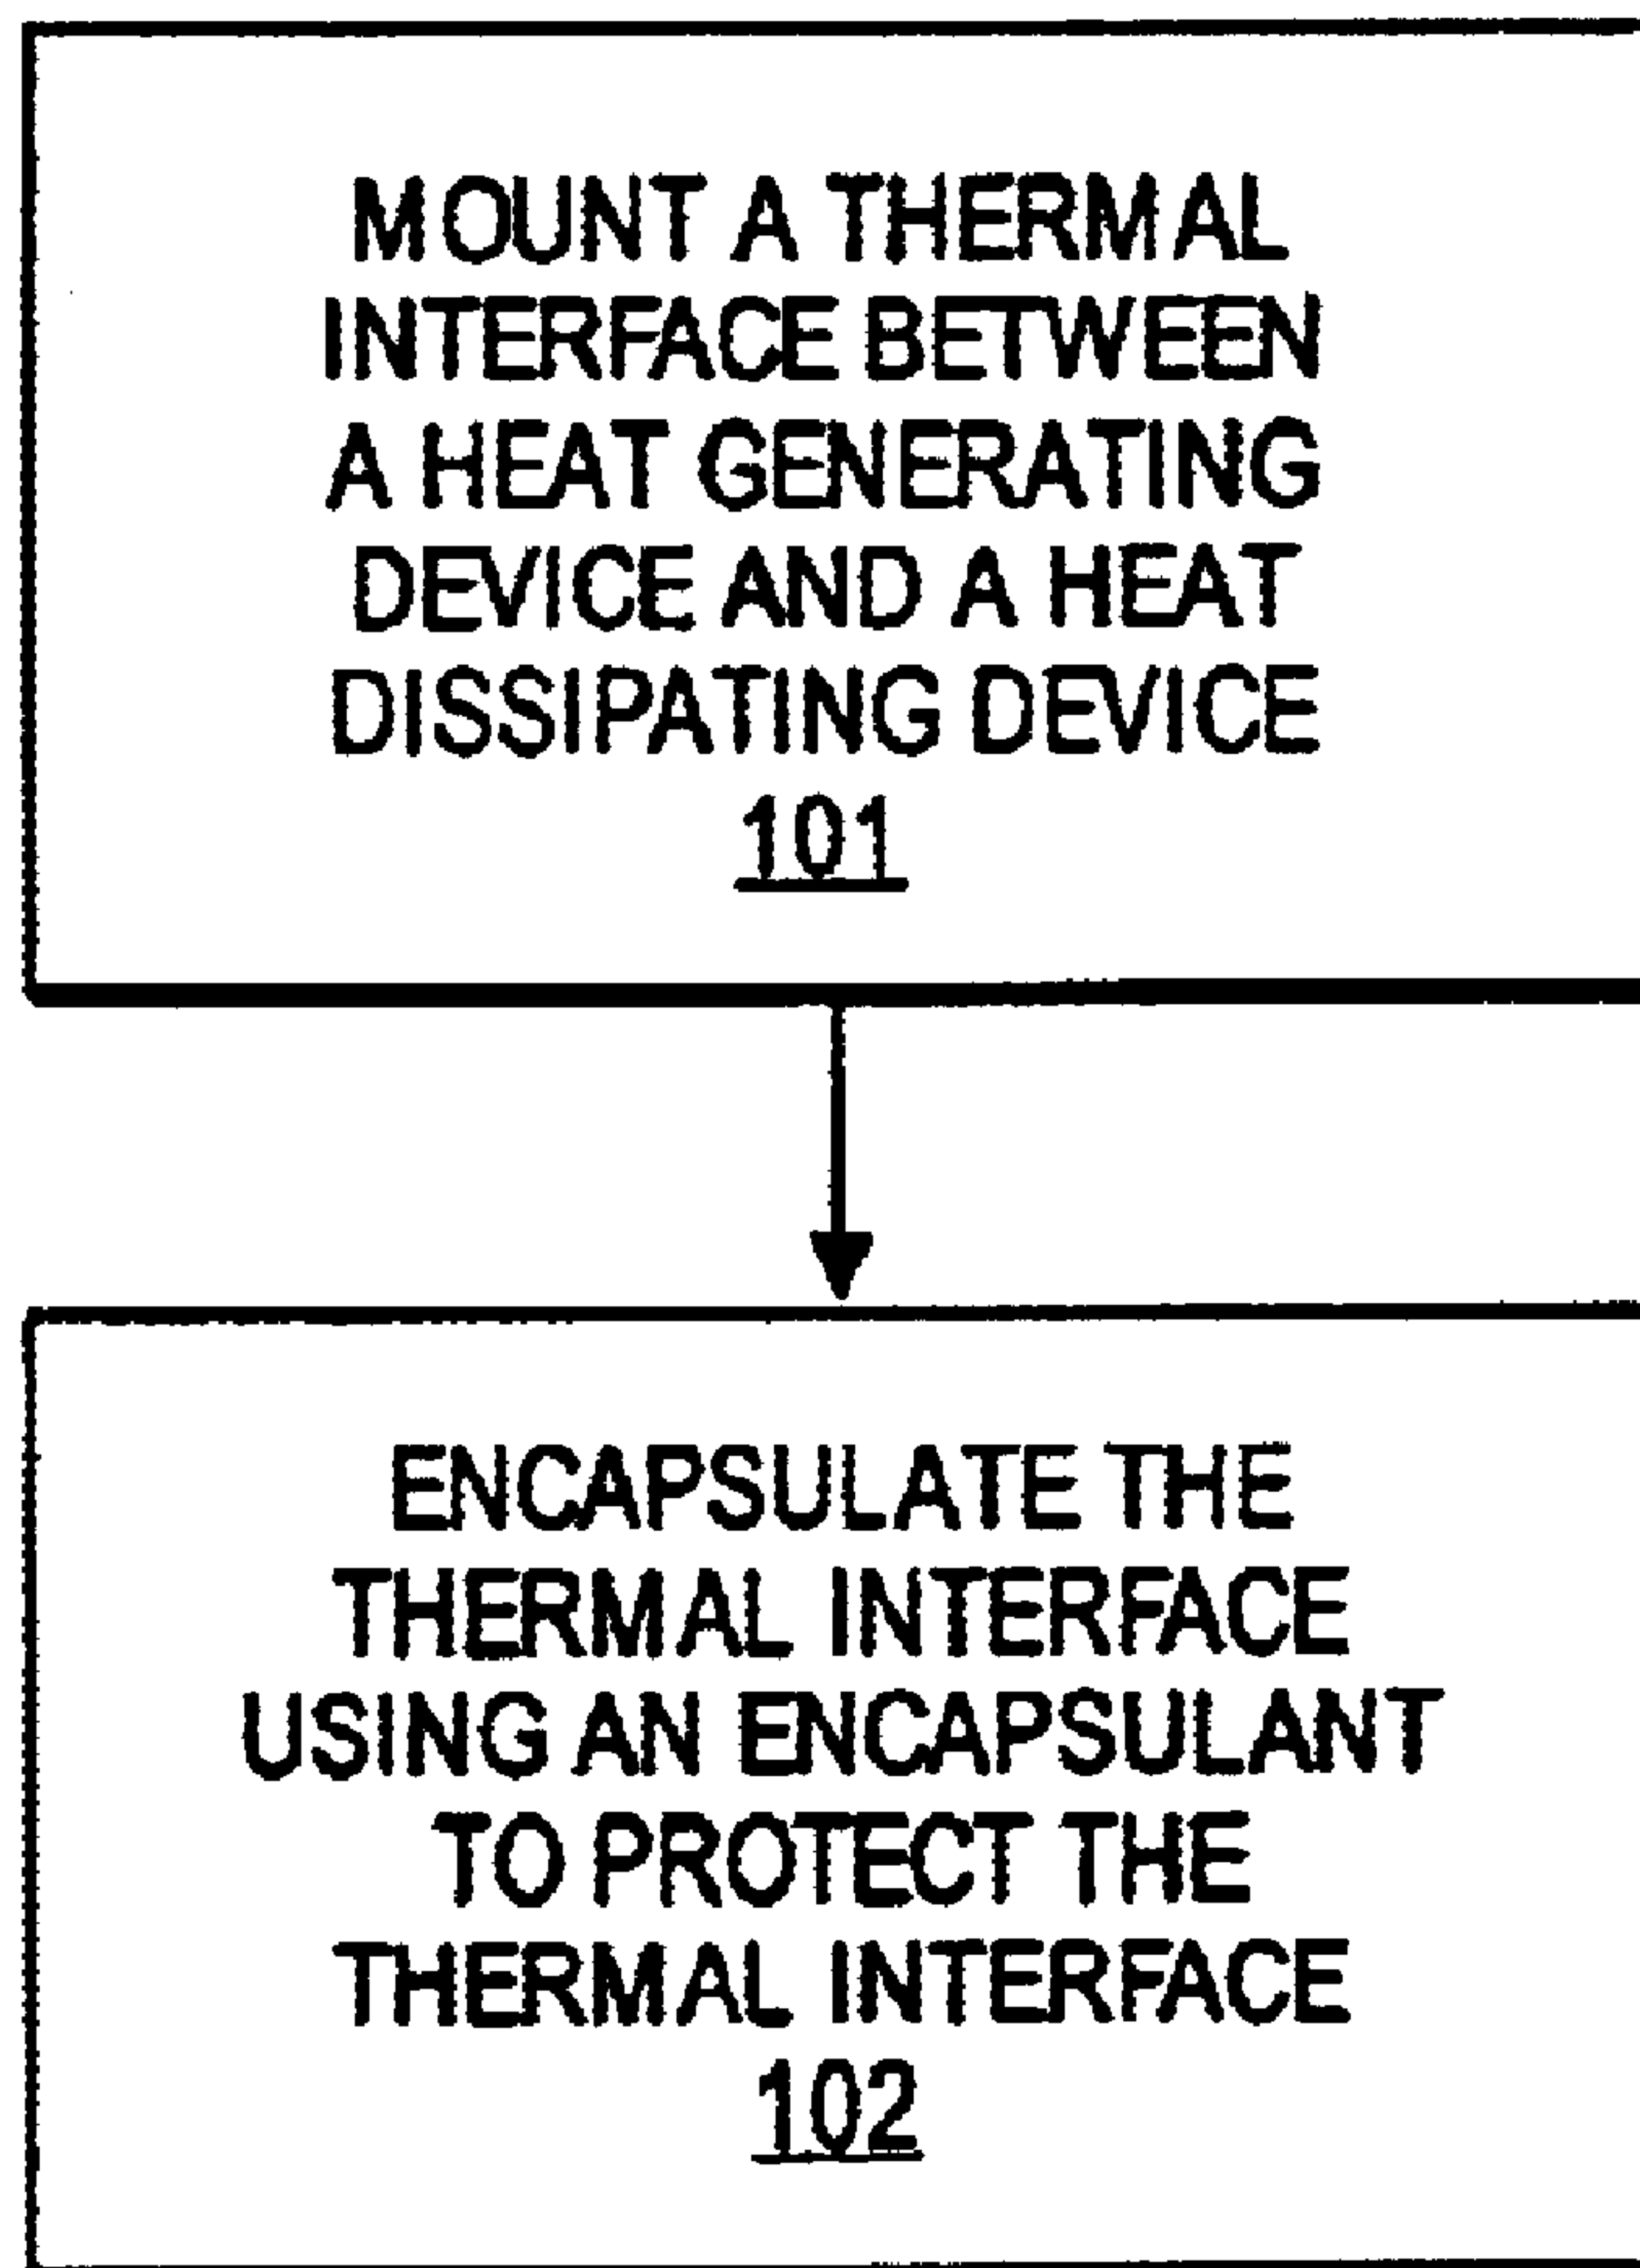 MOUNT A THERMAL
INTERFACE BETWEEN
A HEAT GENERATING
DEVICE AND A HEAT
DISSIPATING DEVICE
101
ENCAPSULATE THE
THERMAL INTERFACE
USING AN ENCAPSULANT
TO PROTECT THE
THERMAL INTERFACE
102